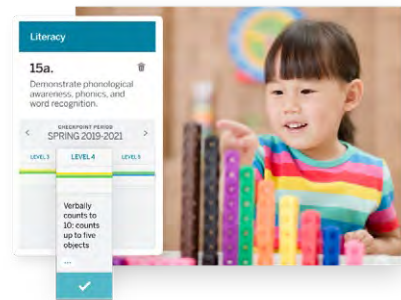 Literacy
15a.
Demonstrate phonological
awareness, phonics, and
word recognition.
CHECKPOINT PERIOD
< SPRING 2019-2021 >
LEVEL 3 LEVEL 4 LEVEL 5
Verbally
counts to
10; counts
up to five
objects
...